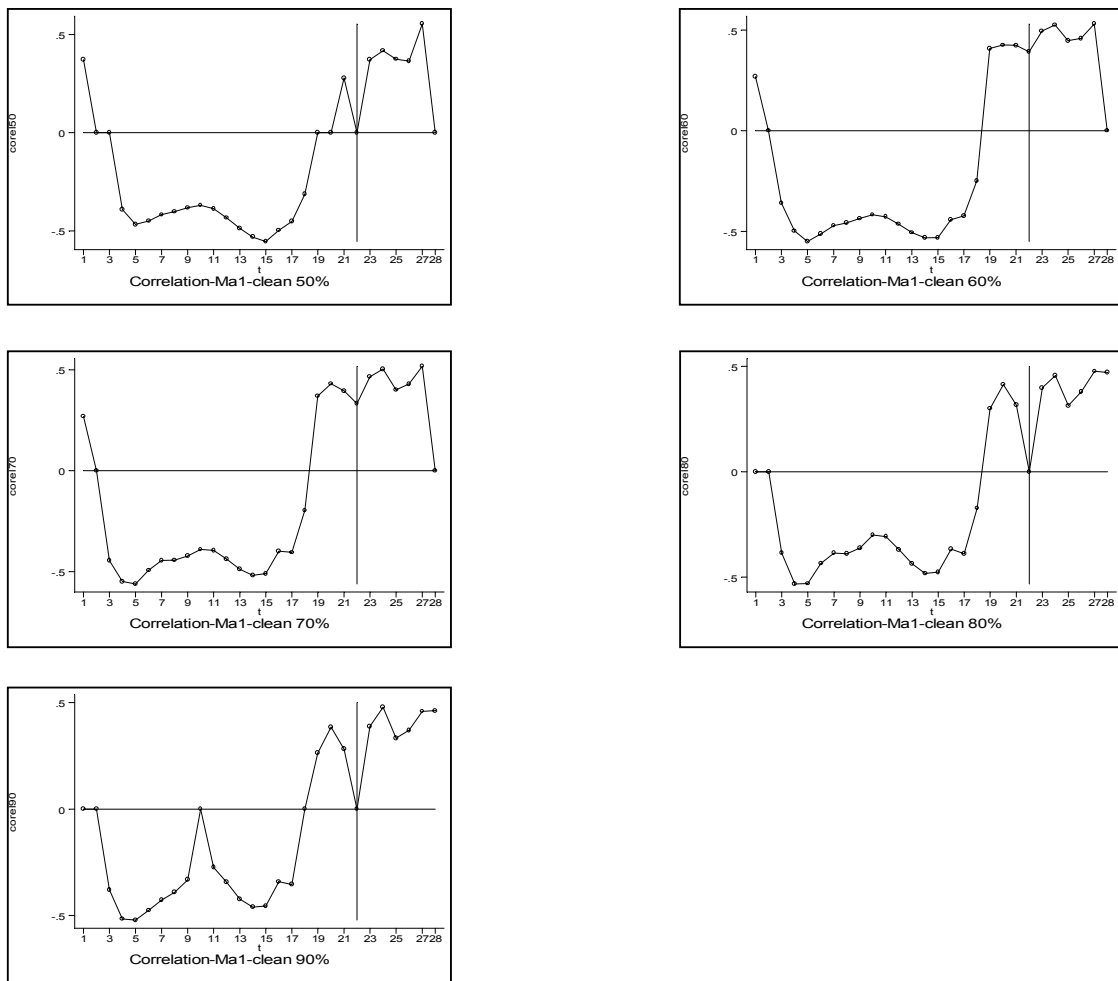 corel50
.5
0
-.5
1 3 5 7 9 11 13 15 17 19 21 23 25 2728
t
Correlation-Ma1-clean 50%
corel60
.5
0
-.5
1 3 5 7 9 11 13 15 17 19 21 23 25 2728
t
Correlation-Ma1-clean 60%
corel70
.5
0
-.5
1 3 5 7 9 11 13 15 17 19 21 23 25 2728
t
Correlation-Ma1-clean 70%
corel80
.5
0
-.5
1 3 5 7 9 11 13 15 17 19 21 23 25 2728
t
Correlation-Ma1-clean 80%
corel90
.5
0
-.5
1 3 5 7 9 11 13 15 17 19 21 23 25 2728
t
Correlation-Ma1-clean 90%